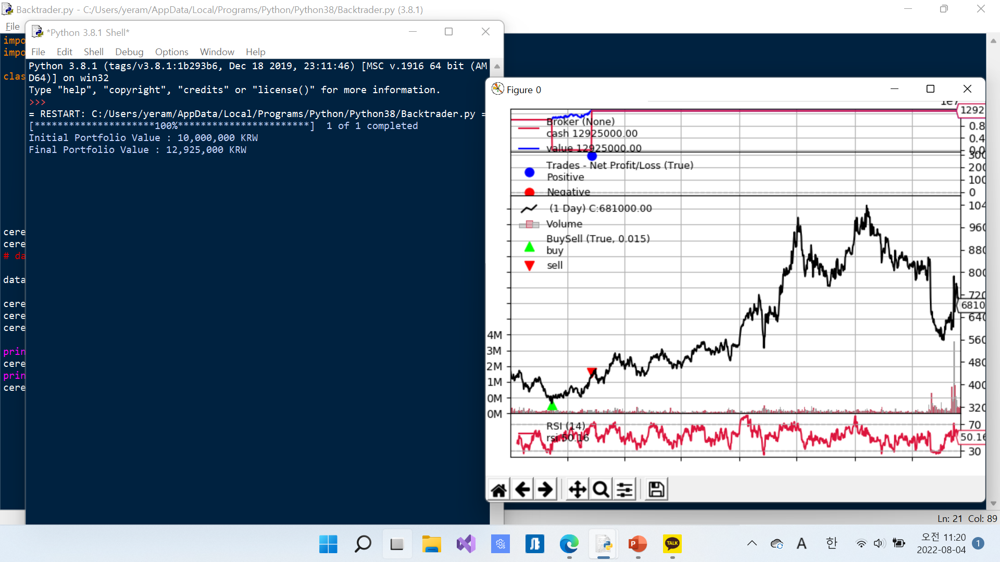 Backtrader.py - C:/Users/yeram/AppData/Local/Programs/Python/Python38/Backtrader.py (3.8.1)
File
impo
impo
clas
cere
cere
# da
data
cere
cere
cere
prin
cere
prin
cere
*Python 3.8.1 Shell*
File Edit Shell Debug Options Window Help
Python 3.8.1 (tags/v3.8.1:1b293b6, Dec 18 2019, 23:11:46) [MSC v.1916 64 bit (AM
D64)] on win32
Type "help", "copyright", "credits" or "license()" for more information.
>>>
= RESTART: C:/Users/yeram/AppData/Local/Programs/Python/Python38/Backtrader.py =
[*********************100%***********************]  1 of 1 completed
Initial Portfolio Value : 10,000,000 KRW
Final Portfolio Value : 12,925,000 KRW
Figure 0
1e7
1292
Broker (None)
cash 12925000.00
value 12925000.00
0.8
0.4
0.0
Trades - Net Profit/Loss (True)
Positive
Negative
300
200
100
0
(1 Day) C:681000.00
Volume
BuySell (True, 0.015)
buy
sell
104
960
880
800
720
6810
640
560
480
400
320
4M
3M
2M
1M
0M
0M
RSI (14)
rsi 50.16
70
50.16
30
Ln: 21 Col: 89
P
TALK
A
한
오전 11:20
2022-08-04
1